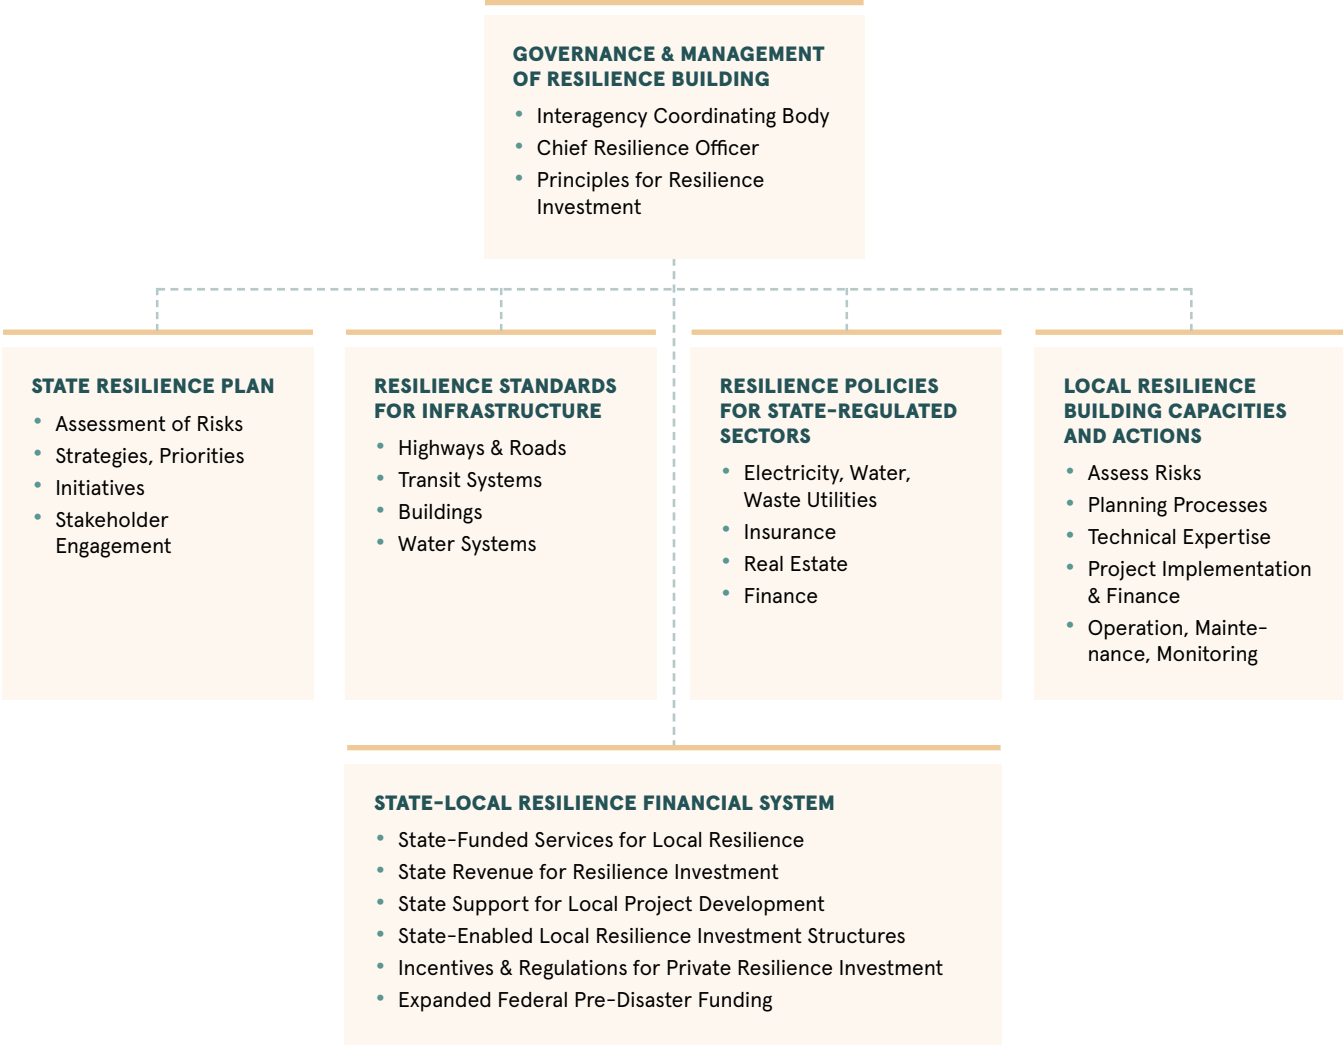 GOVERNANCE & MANAGEMENT
OF RESILIENCE BUILDING
• Interagency Coordinating Body
• Chief Resilience Officer
• Principles for Resilience
Investment
STATE RESILIENCE PLAN
• Assessment of Risks
• Strategies, Priorities
• Initiatives
• Stakeholder
Engagement
RESILIENCE STANDARDS
FOR INFRASTRUCTURE
• Highways & Roads
• Transit Systems
• Buildings
• Water Systems
RESILIENCE POLICIES
FOR STATE-REGULATED
SECTORS
• Electricity, Water,
Waste Utilities
• Insurance
• Real Estate
• Finance
LOCAL RESILIENCE
BUILDING CAPACITIES
AND ACTIONS
• Assess Risks
• Planning Processes
• Technical Expertise
• Project Implementation
& Finance
• Operation, Mainte-
nance, Monitoring
STATE-LOCAL RESILIENCE FINANCIAL SYSTEM
• State-Funded Services for Local Resilience
• State Revenue for Resilience Investment
• State Support for Local Project Development
• State-Enabled Local Resilience Investment Structures
• Incentives & Regulations for Private Resilience Investment
• Expanded Federal Pre-Disaster Funding